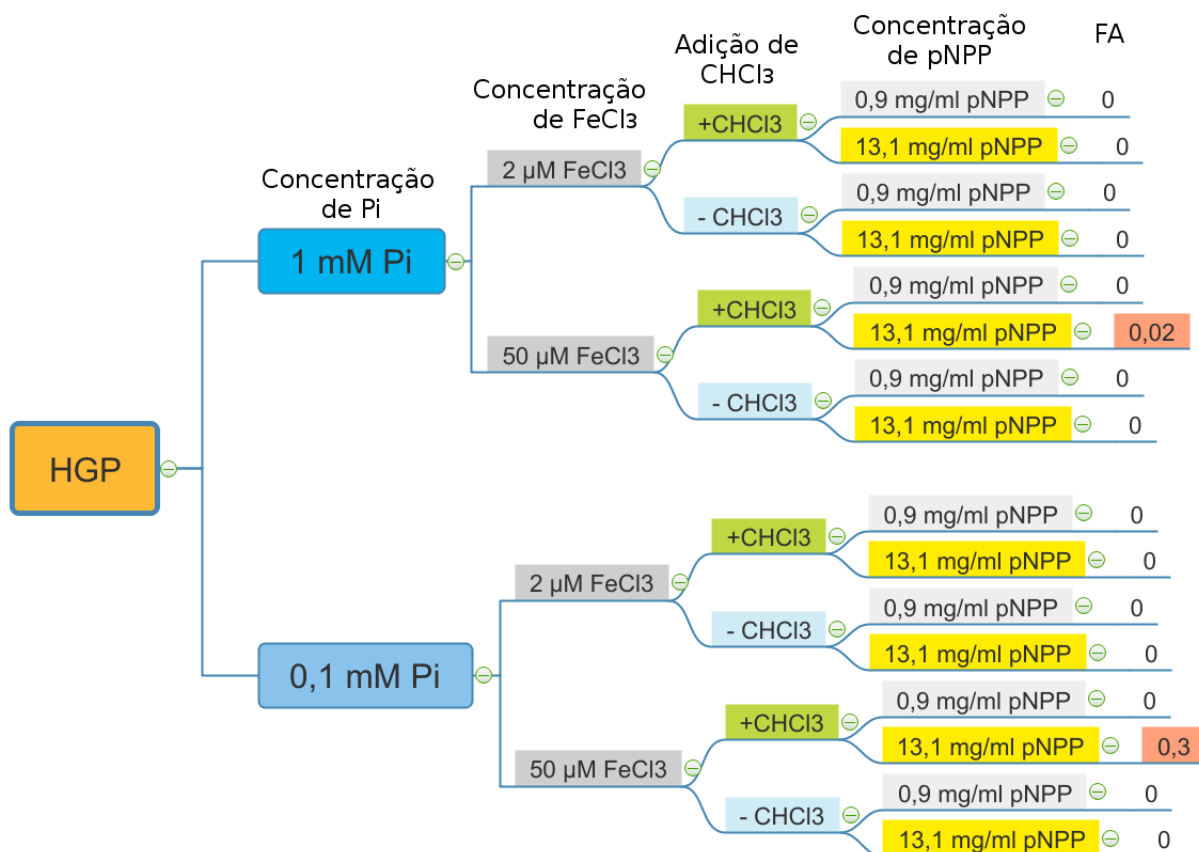 Concentração
de pNPP
FA
Adição de
CHCl₃
Concentração
de FeCl₃
Concentração
de Pi
HGP
1 mM Pi
2 µM FeCl3
+CHCl3
0,9 mg/ml pNPP 0
13,1 mg/ml pNPP 0
- CHCl3
0,9 mg/ml pNPP 0
13,1 mg/ml pNPP 0
50 µM FeCl3
+CHCl3
0,9 mg/ml pNPP 0
13,1 mg/ml pNPP 0,02
- CHCl3
0,9 mg/ml pNPP 0
13,1 mg/ml pNPP 0
0,1 mM Pi
2 µM FeCl3
+CHCl3
0,9 mg/ml pNPP 0
13,1 mg/ml pNPP 0
- CHCl3
0,9 mg/ml pNPP 0
13,1 mg/ml pNPP 0
50 µM FeCl3
+CHCl3
0,9 mg/ml pNPP 0
13,1 mg/ml pNPP 0,3
- CHCl3
0,9 mg/ml pNPP 0
13,1 mg/ml pNPP 0